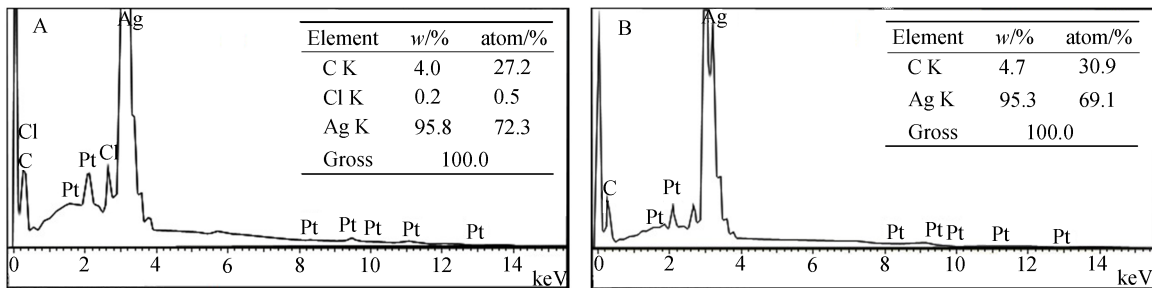 A
Ag
Element w/% atom/%
C K 4.0 27.2
Cl K 0.2 0.5
Ag K 95.8 72.3
Gross 100.0
Cl
C
Pt
Pt
Cl
Pt
Pt
Pt
Pt
Pt
0 2 4 6 8 10 12 14
keV
B
Ag
Element w/% atom/%
C K 4.7 30.9
Ag K 95.3 69.1
Gross 100.0
C
Pt
Pt
Pt
Pt
Pt
Pt
Pt
0 2 4 6 8 10 12 14
keV